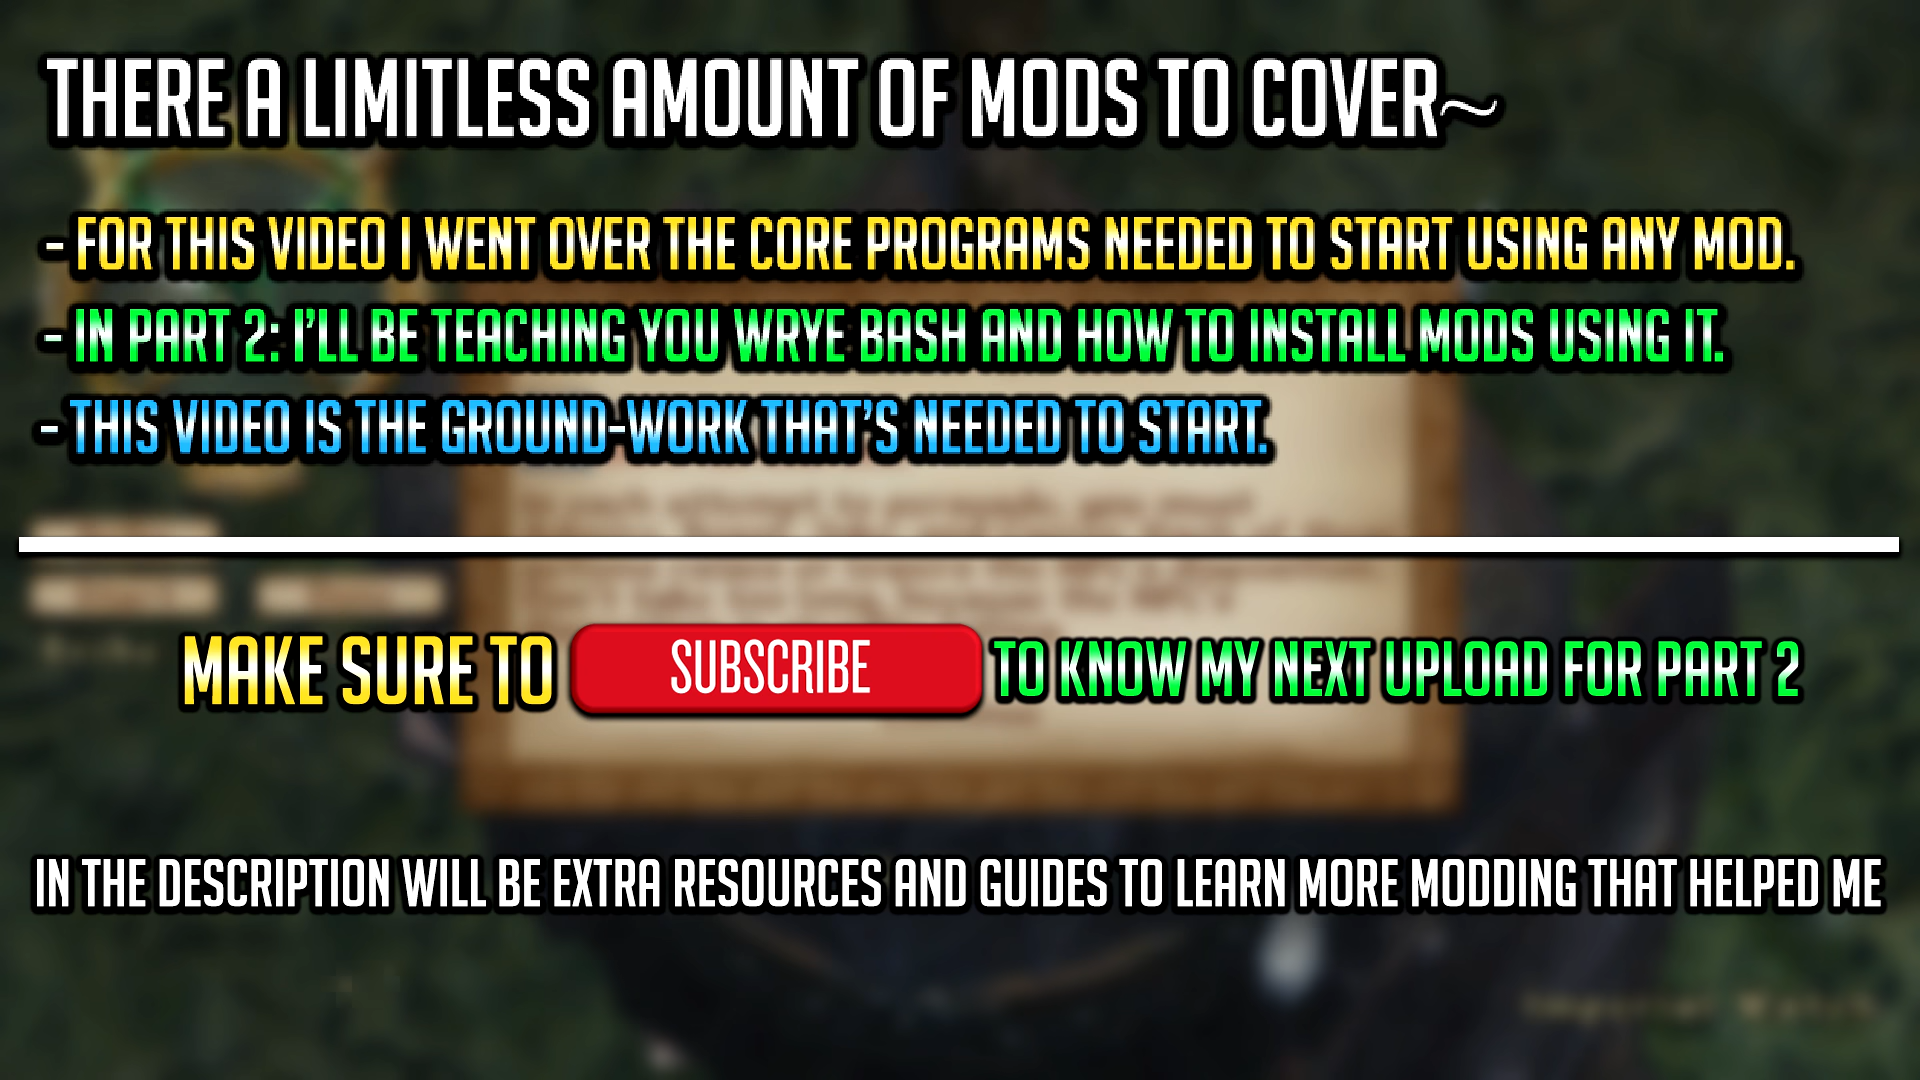 THERE A LIMITLESS AMOUNT OF MODS TO COVER~
- FOR THIS VIDEO I WENT OVER THE CORE PROGRAMS NEEDED TO START USING ANY MOD.
- IN PART 2: I'LL BE TEACHING YOU WRYE BASH AND HOW TO INSTALL MODS USING IT.
- THIS VIDEO IS THE GROUND-WORK THAT'S NEEDED TO START.
MAKE SURE TO SUBSCRIBE TO KNOW MY NEXT UPLOAD FOR PART 2
IN THE DESCRIPTION WILL BE EXTRA RESOURCES AND GUIDES TO LEARN MORE MODDING THAT HELPED ME